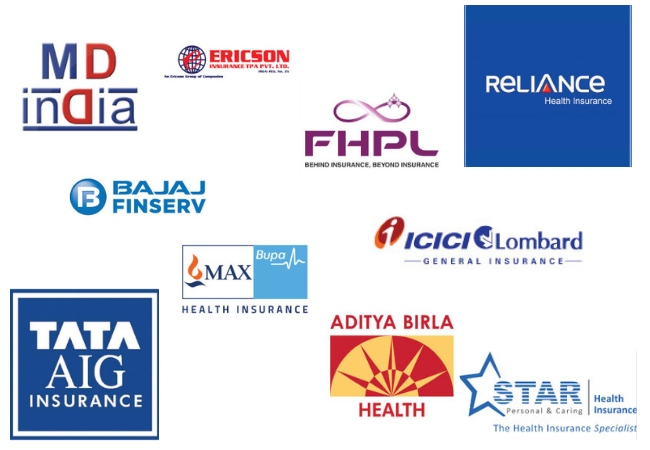 MD
india
ERICSON
INSURANCE TPA PVT. LTD.
An Ericson Group of Companies
FHPL
BEHIND INSURANCE, BEYOND INSURANCE
RELIANCE
Health Insurance
BAJAJ
FINSERV
ICICI Lombard
GENERAL INSURANCE
MAX
Bupa
HEALTH INSURANCE
TATA
AIG
INSURANCE
ADITYA BIRLA
HEALTH
STAR
Personal & Caring
Health
Insurance
The Health Insurance Specialist